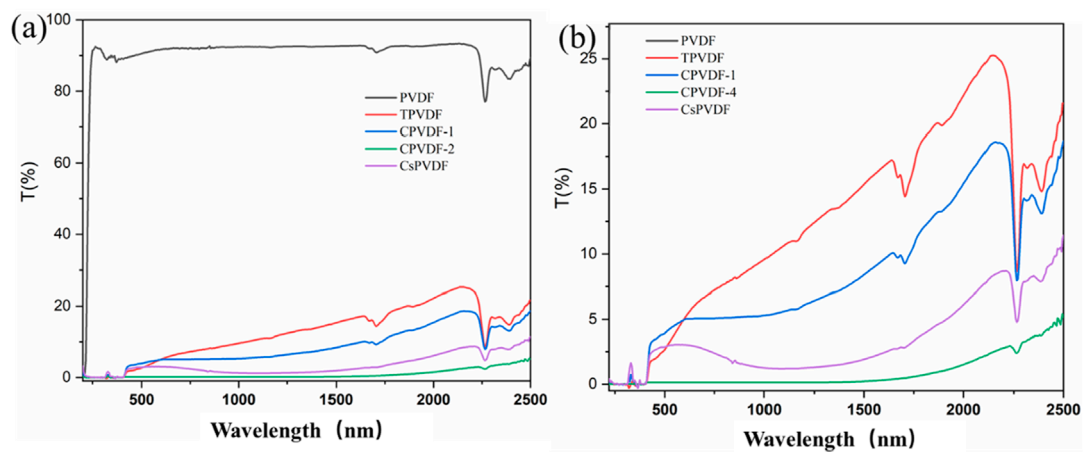 (a)
100
80
60
40
20
0
T(%)
PVDF
TPVDF
CPVDF-1
CPVDF-2
CsPVDF
500
1000
1500
2000
2500
Wavelength（nm）
(b)
25
20
15
10
5
0
T(%)
PVDF
TPVDF
CPVDF-1
CPVDF-4
CsPVDF
500
1000
1500
2000
2500
Wavelength（nm）